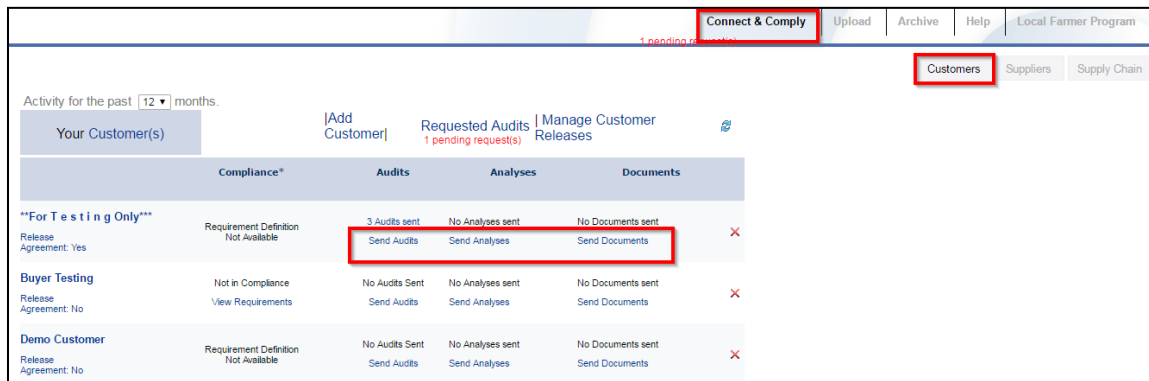 Connect & Comply Upload Archive Help Local Farmer Program
1 pending request(s)
Customers Suppliers Supply Chain
Activity for the past 12 months.
Your Customer(s)
|Add
Customer|
Requested Audits
1 pending request(s)
| Manage Customer
Releases
Compliance* Audits Analyses Documents
**For T e s t i n g Only***
Release
Agreement: Yes
Requirement Definition
Not Available
3 Audits sent No Analyses sent No Documents sent
Send Audits Send Analyses Send Documents
Buyer Testing
Release
Agreement: No
Not in Compliance
View Requirements
No Audits Sent No Analyses sent No Documents sent
Send Audits Send Analyses Send Documents
Demo Customer
Release
Agreement: No
Requirement Definition
Not Available
No Audits Sent No Analyses sent No Documents sent
Send Audits Send Analyses Send Documents